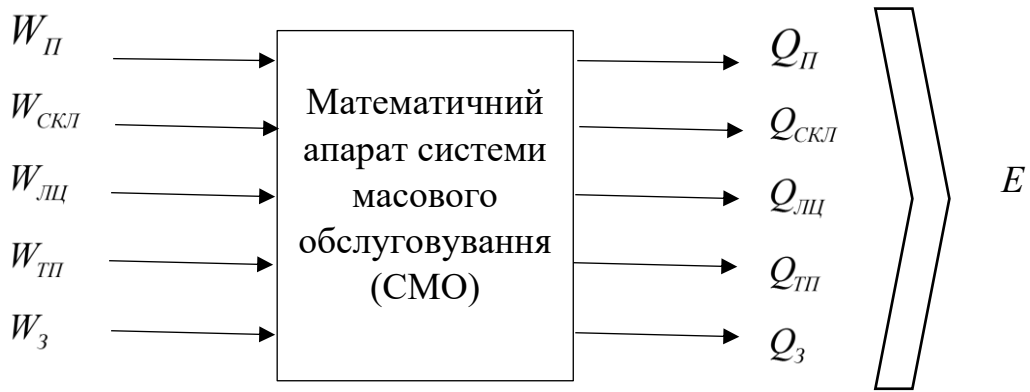 W_П
W_СКЛ
W_ЛЦ
W_ТП
W_З
Математичний
апарат системи
масового
обслуговування
(СМО)
Q_П
Q_СКЛ
Q_ЛЦ
Q_ТП
Q_З
E